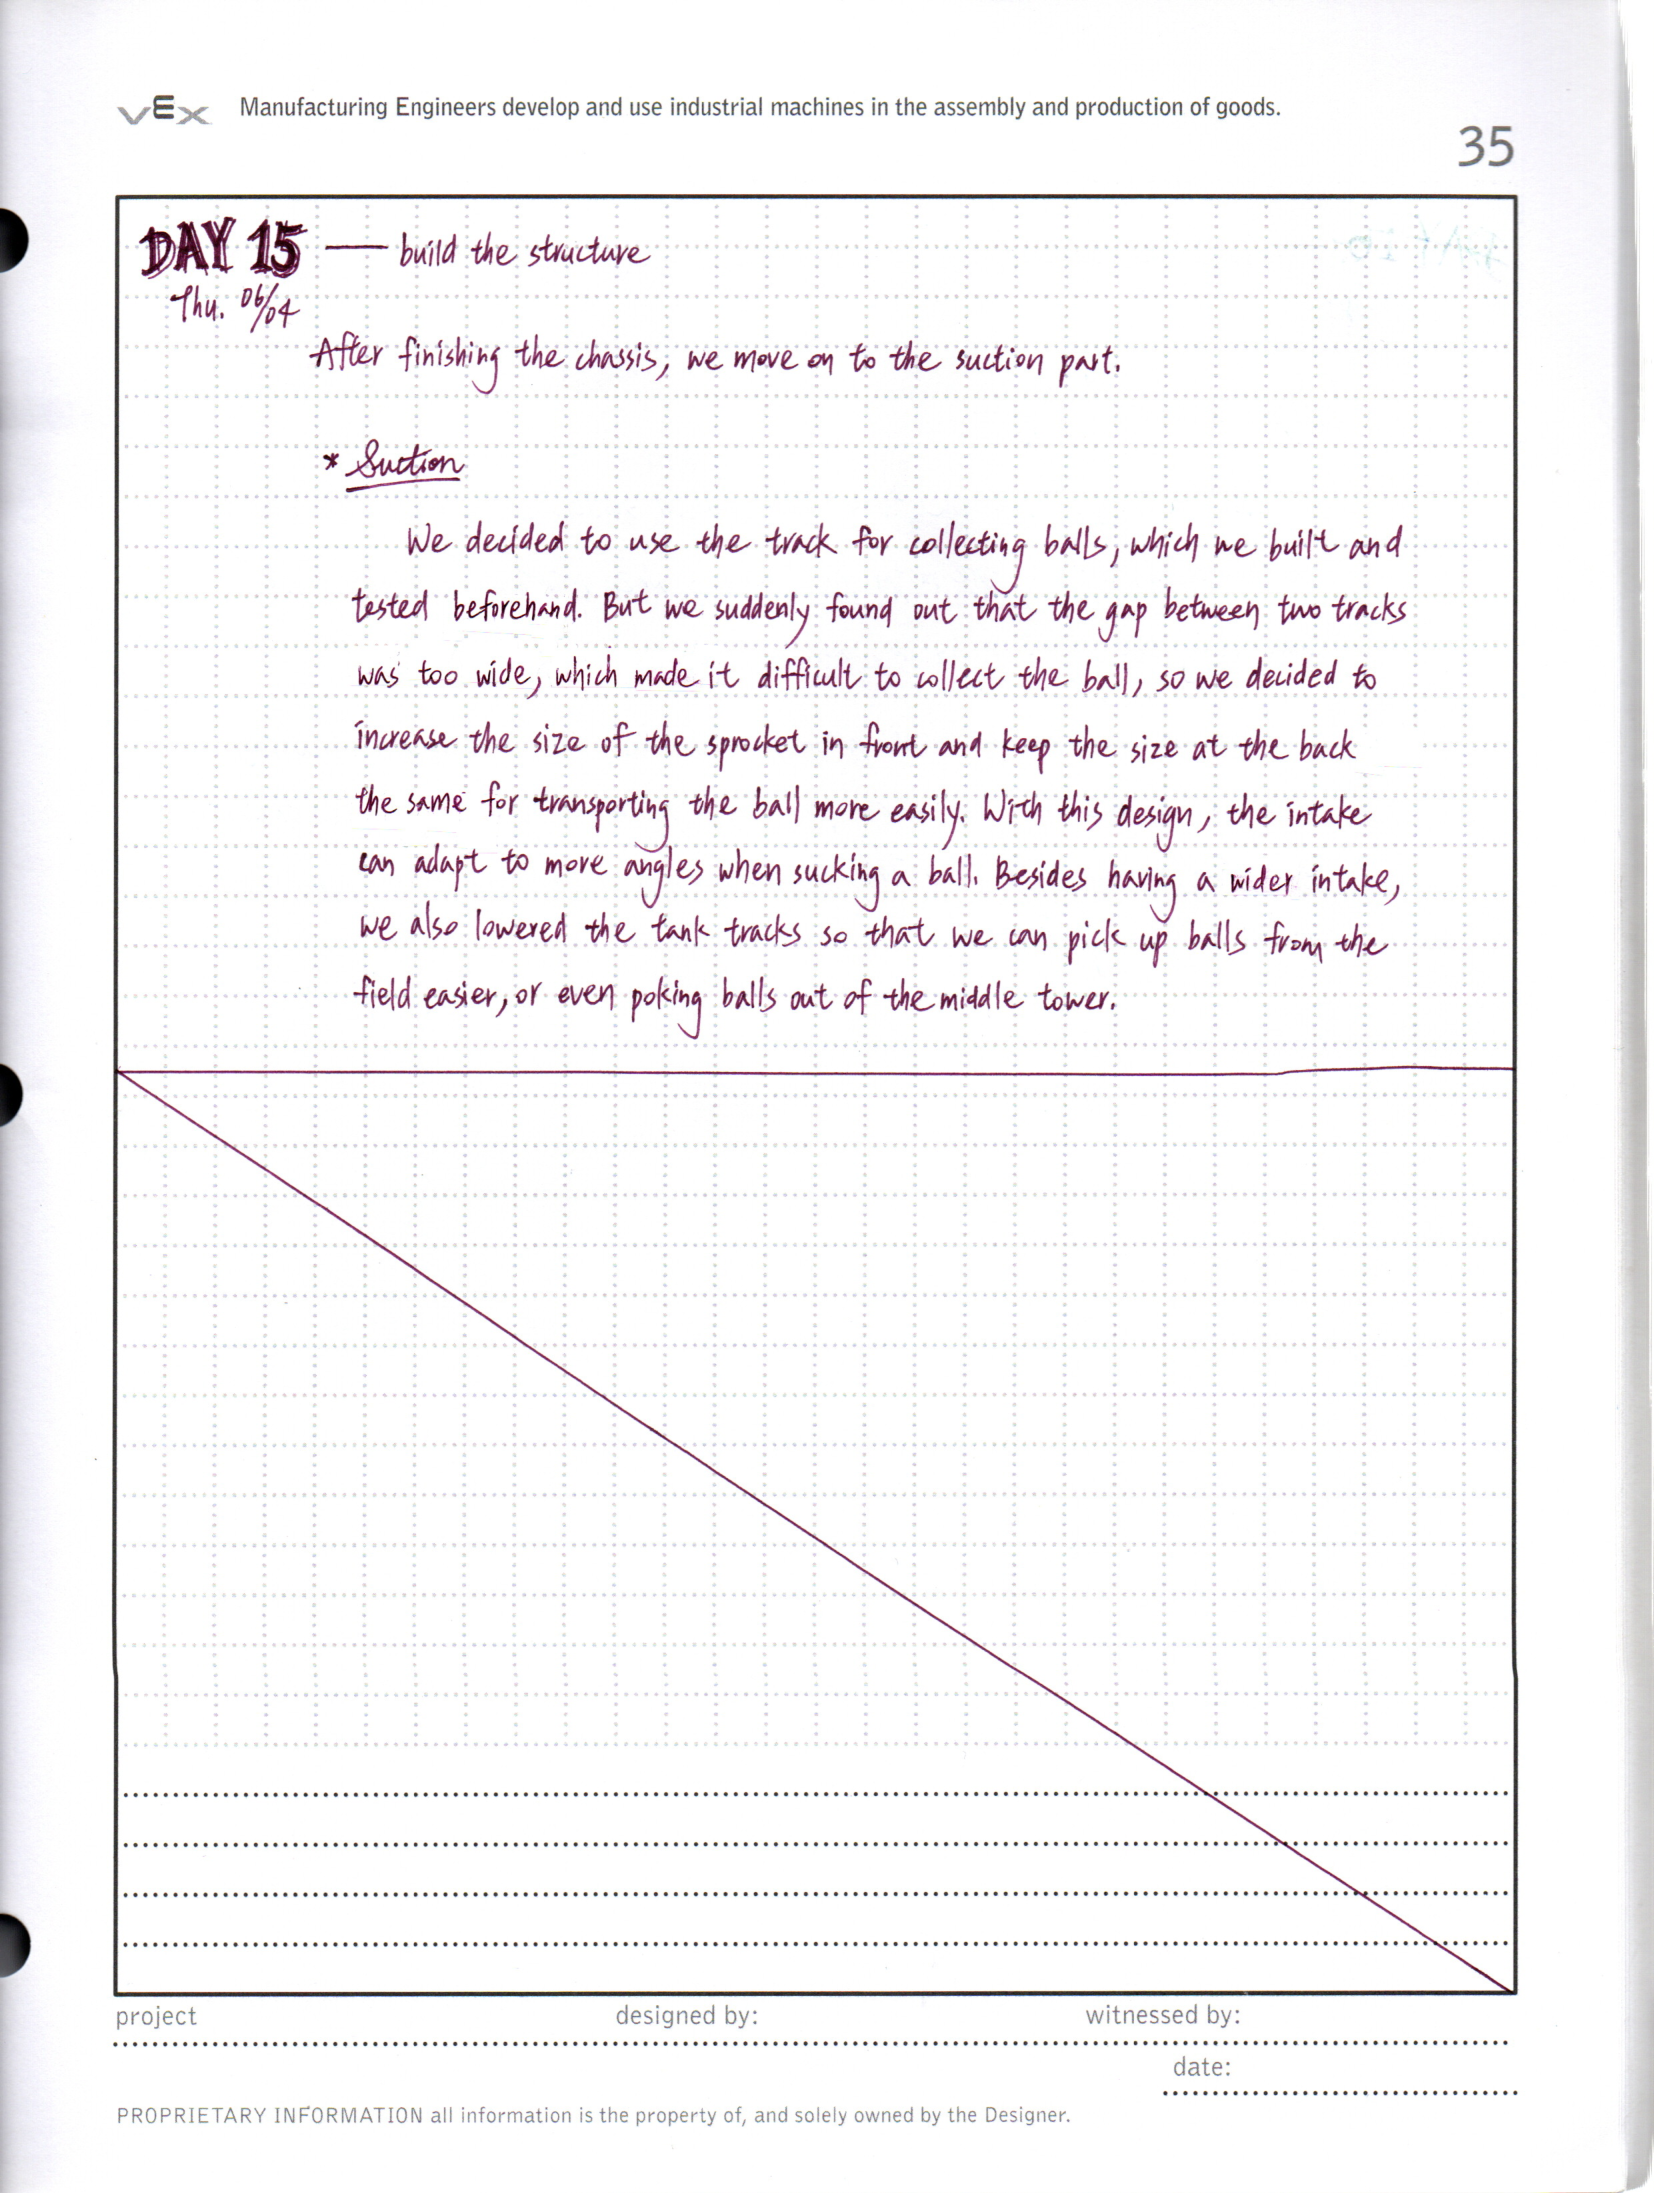 VEX Manufacturing Engineers develop and use industrial machines in the assembly and production of goods.
35
DAY 15 — build the structure
Thu. 06/04
After finishing the chassis, we move on to the suction part.
* Suction
We decided to use the track for collecting balls, which we built and
tested beforehand. But we suddenly found out that the gap between two tracks
was too wide, which made it difficult to collect the ball, so we decided to
increase the size of the sprocket in front and keep the size at the back
the same for transporting the ball more easily. With this design, the intake
can adapt to more angles when sucking a ball. Besides having a wider intake,
we also lowered the tank tracks so that we can pick up balls from the
field easier, or even poking balls out of the middle tower.
project designed by: witnessed by:
date:
PROPRIETARY INFORMATION all information is the property of, and solely owned by the Designer.